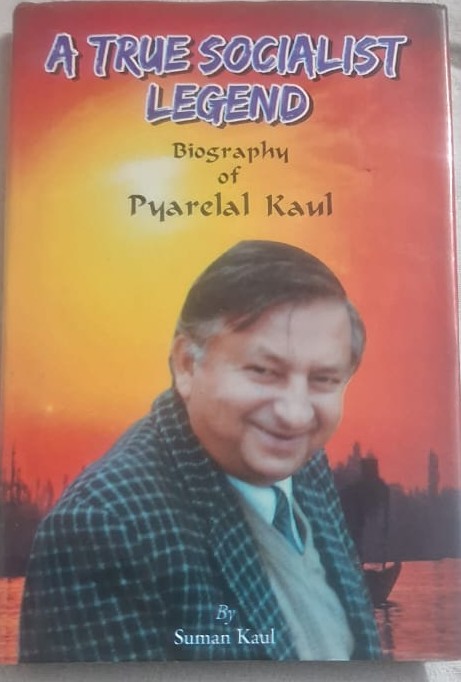 A TRUE SOCIALIST
LEGEND
Biography
of
Pyarelal Kaul
By
Suman Kaul